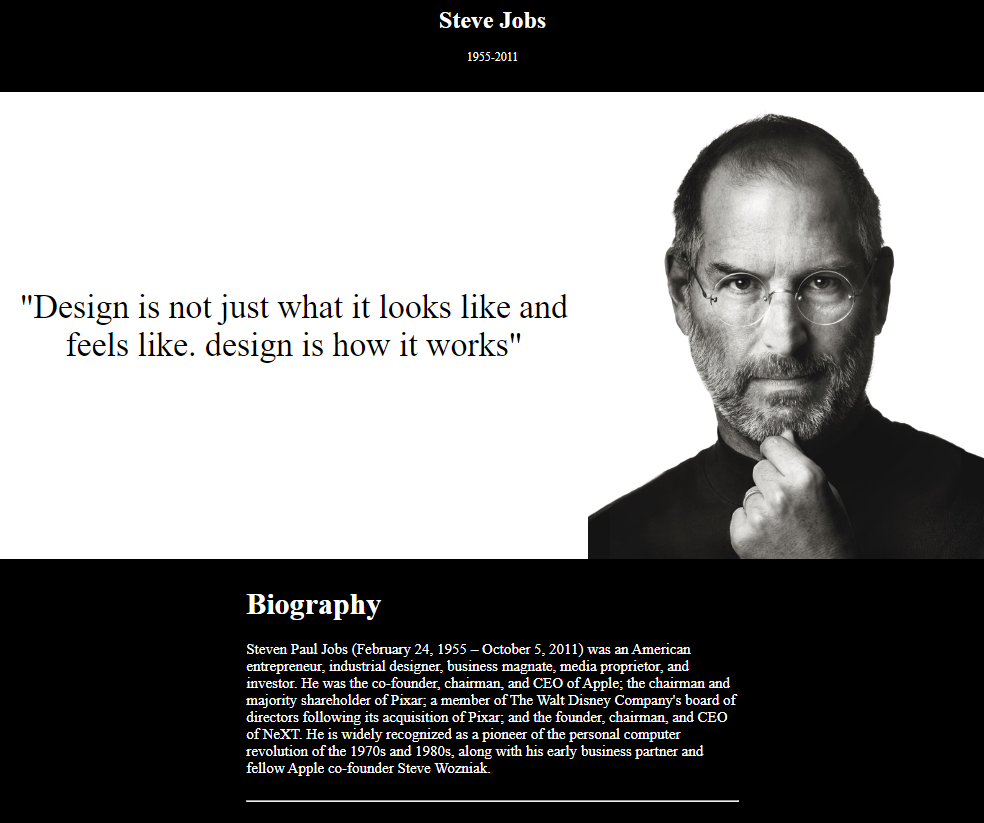 Steve Jobs
1955-2011
"Design is not just what it looks like and
feels like. design is how it works"
Biography
Steven Paul Jobs (February 24, 1955 – October 5, 2011) was an American
entrepreneur, industrial designer, business magnate, media proprietor, and
investor. He was the co-founder, chairman, and CEO of Apple; the chairman and
majority shareholder of Pixar; a member of The Walt Disney Company's board of
directors following its acquisition of Pixar; and the founder, chairman, and CEO
of NeXT. He is widely recognized as a pioneer of the personal computer
revolution of the 1970s and 1980s, along with his early business partner and
fellow Apple co-founder Steve Wozniak.